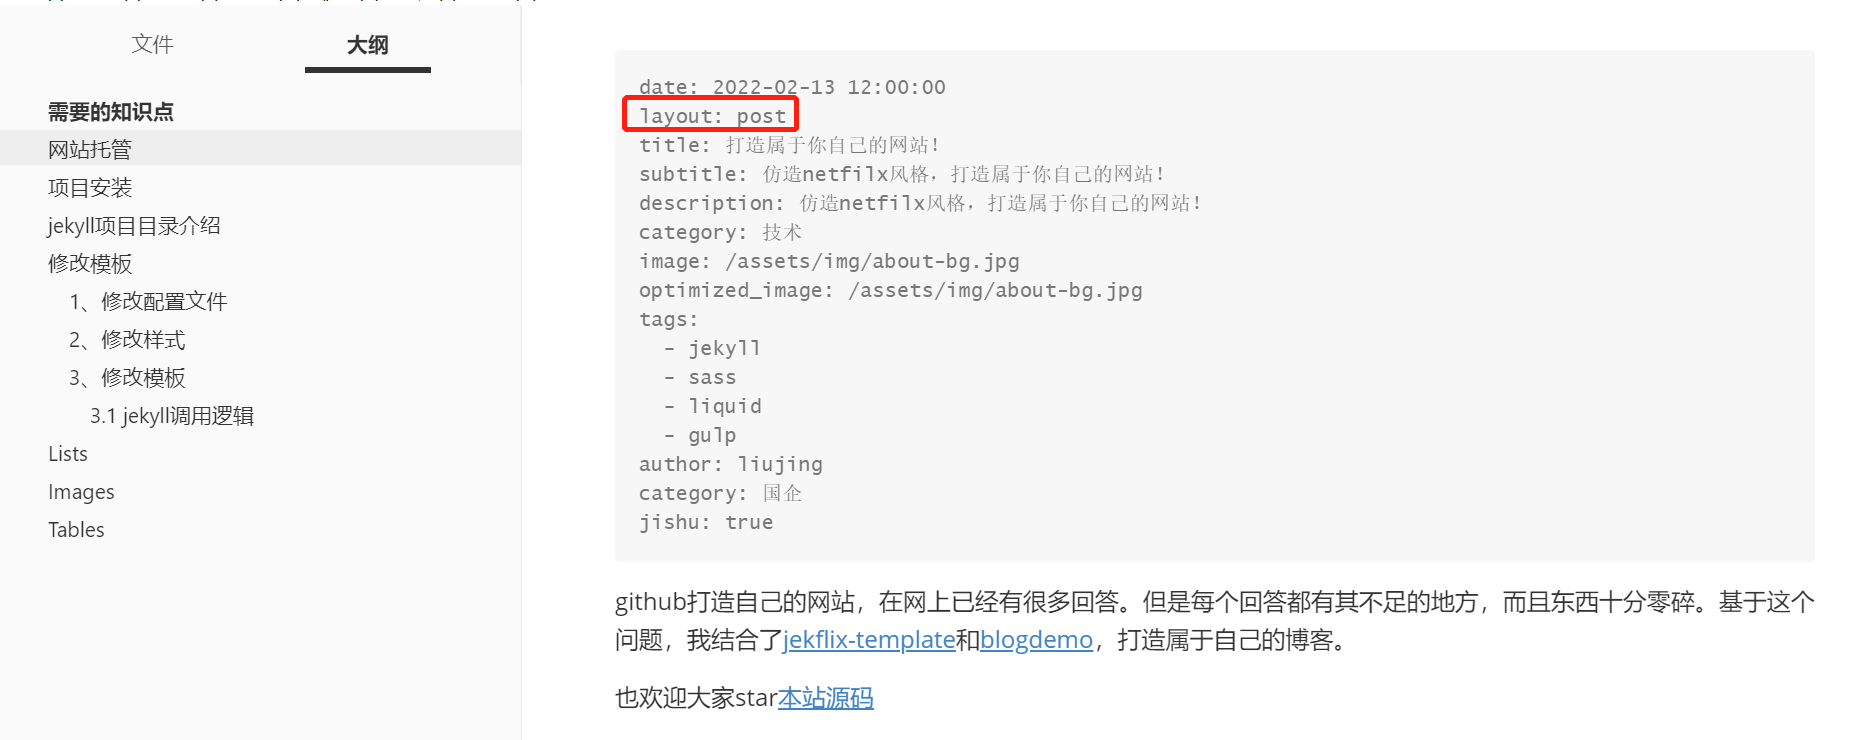 文件
大纲
需要的知识点
网站托管
项目安装
jekyll项目目录介绍
修改模板
1、修改配置文件
2、修改样式
3、修改模板
3.1 jekyll调用逻辑
Lists
Images
Tables
date: 2022-02-13 12:00:00
layout: post
title: 打造属于你自己的网站！
subtitle: 仿造netfilx风格，打造属于你自己的网站！
description: 仿造netfilx风格，打造属于你自己的网站！
category: 技术
image: /assets/img/about-bg.jpg
optimized_image: /assets/img/about-bg.jpg
tags:
- jekyll
- sass
- liquid
- gulp
author: liujing
category: 国企
jishu: true
github打造自己的网站，在网上已经有很多回答。但是每个回答都有其不足的地方，而且东西十分零碎。基于这个
问题，我结合了jekflix-template和blogdemo，打造属于自己的博客。
也欢迎大家star本站源码